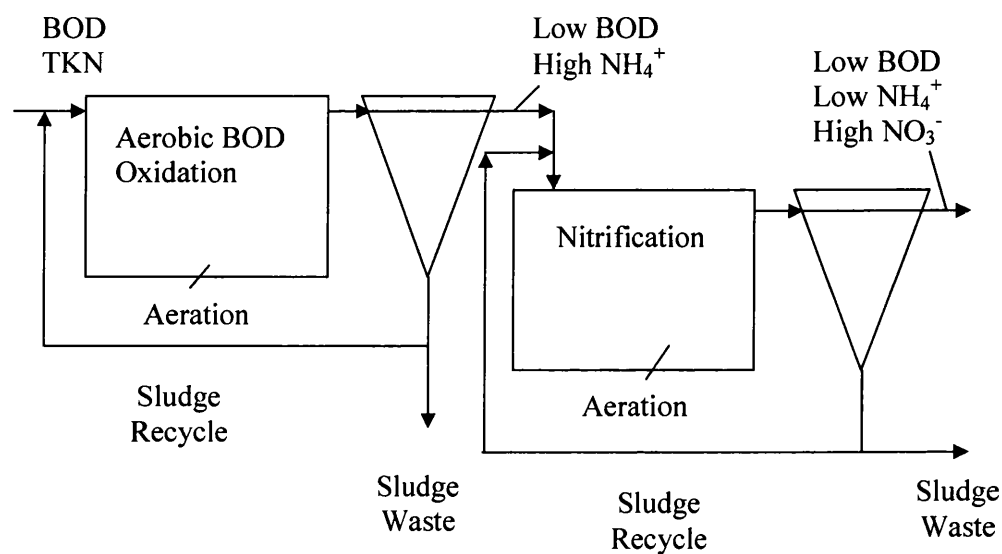 BOD
TKN
Low BOD
High NH₄⁺
Low BOD
Low NH₄⁺
High NO₃⁻
Aerobic BOD
Oxidation
Nitrification
Aeration
Aeration
Sludge
Recycle
Sludge
Waste
Sludge
Recycle
Sludge
Waste